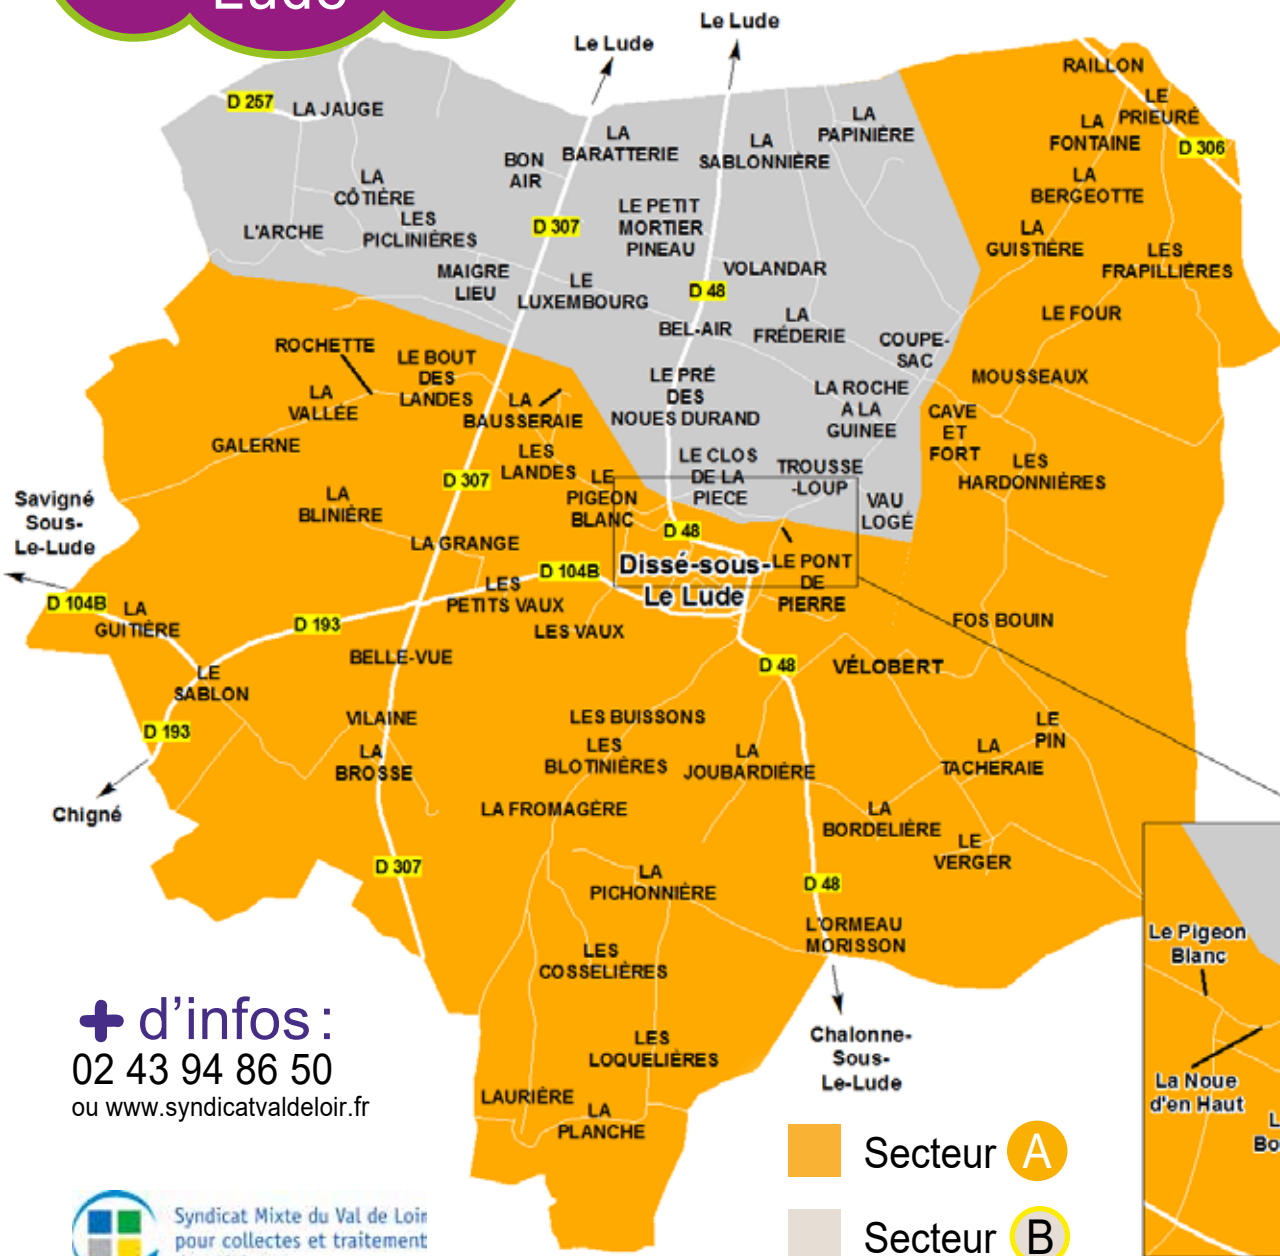 Lude
Le Lude
Le Lude
RAILLON
D 257
LA JAUGE
LE
PRIEURÉ
LA
PAPINIÈRE
LA
FONTAINE
D 306
LA
BARATTERIE
LA
SABLONNIÈRE
BON
AIR
LA
CÔTIÈRE
LA
BERGEOTTE
LE PETIT
MORTIER
PINEAU
L'ARCHE
LES
PICLINIÈRES
D 307
LA
GUISTIÈRE
LES
FRAPILLIÈRES
MAIGRE
LIEU
LE
LUXEMBOURG
VOLANDAR
D 48
LE FOUR
BEL-AIR
LA
FRÉDERIE
COUPE-
SAC
ROCHETTE
LE BOUT
DES
LANDES
MOUSSEAUX
LE PRÉ
DES
NOUES DURAND
LA
VALLÉE
LA
BAUSSERAIE
LA ROCHE
A LA
GUINEE
CAVE
ET
FORT
GALERNE
LES
LANDES
LE CLOS
DE LA
PIECE
TROUSSE
-LOUP
LES
HARDONNIÈRES
D 307
LE
PIGEON
BLANC
VAU
LOGÉ
Savigné
Sous-
Le-Lude
LA
BLINIÈRE
D 48
LA GRANGE
Dissé-sous-
Le Lude
LE PONT
DE
PIERRE
D 104B
LES
PETITS VAUX
D 104B
LA
GUITIÈRE
D 193
LES VAUX
FOS BOUIN
BELLE-VUE
D 48
VÉLOBERT
LE
SABLON
VILAINE
LES BUISSONS
LE
PIN
D 193
LA
BROSSE
LES
BLOTINIÈRES
LA
JOUBARDIÈRE
LA
TACHERAIE
Chigné
LA FROMAGÈRE
LA
BORDELIÈRE
LE
VERGER
D 307
LA
PICHONNIÈRE
D 48
L'ORMEAU
MORISSON
Le Pigeon
Blanc
LES
COSSELIÈRES
+ d'infos :
02 43 94 86 50
ou www.syndicatvaldeloir.fr
Chalonne-
Sous-
Le-Lude
LES
LOQUELIÈRES
La Noue
d'en Haut
LAURIÈRE
LA
PLANCHE
L
Bo
Secteur A
Secteur B
Syndicat Mixte du Val de Loir
pour collectes et traitement